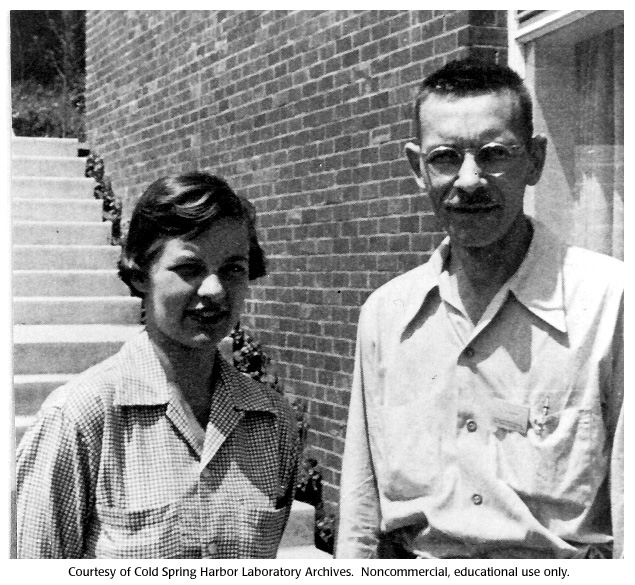 Courtesy of Cold Spring Harbor Laboratory Archives.  Noncommercial, educational use only.